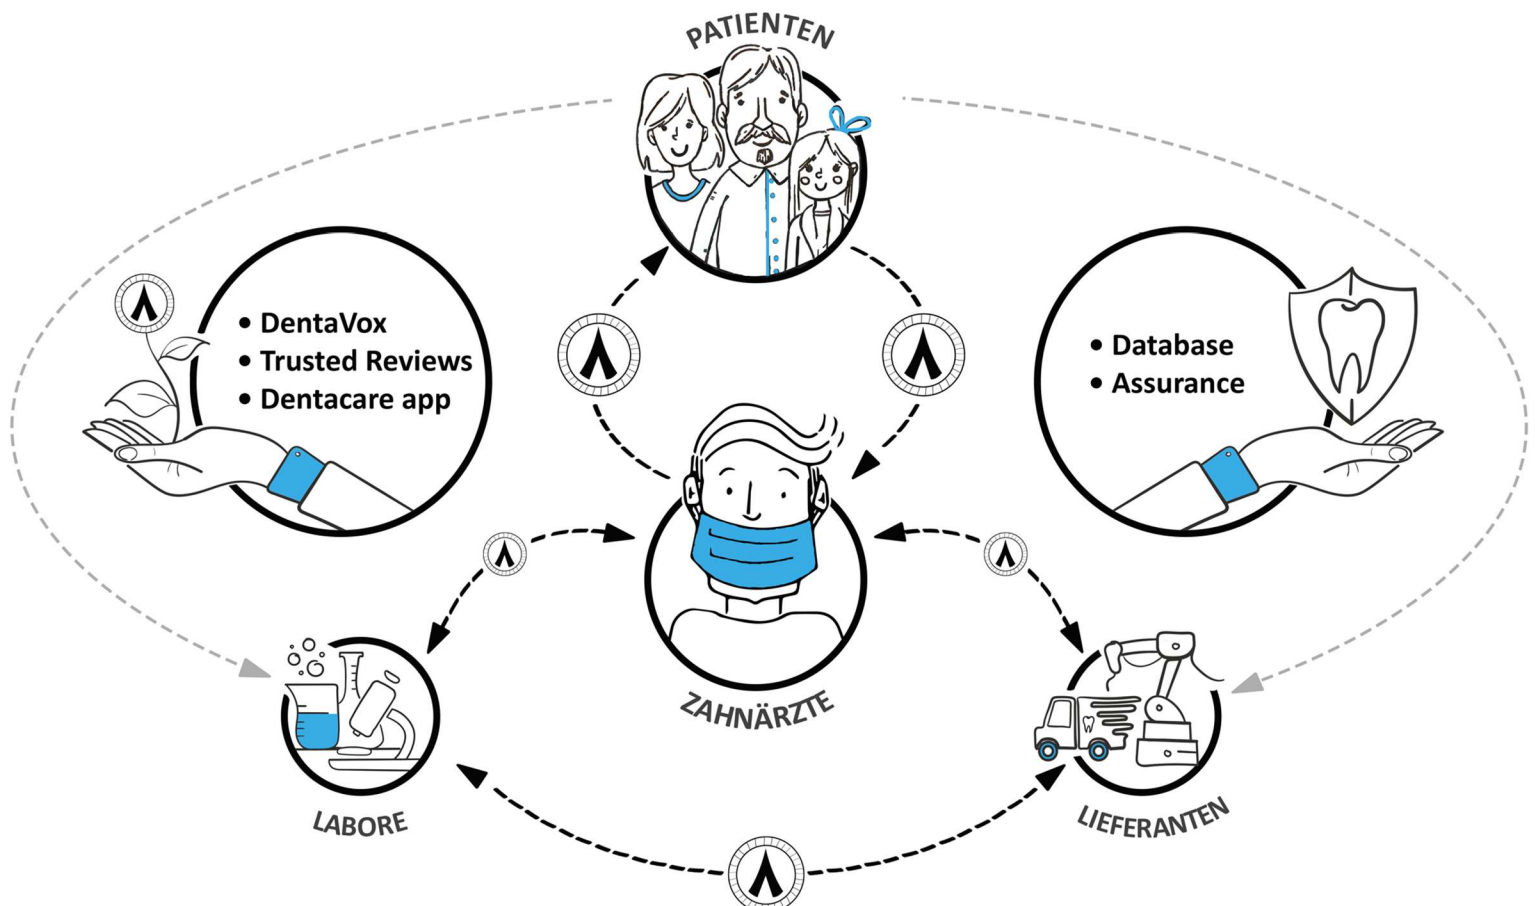 PATIENTEN
• DentaVox
• Trusted Reviews
• Dentacare app
• Database
• Assurance
ZAHNÄRZTE
LABORE
LIEFERANTEN